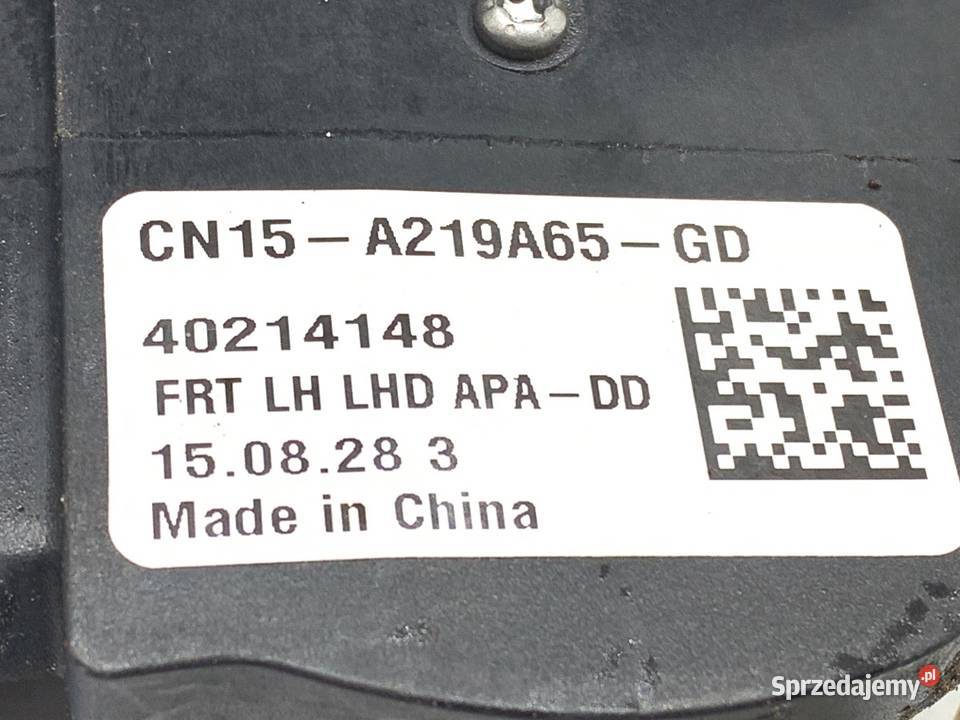 CN15-A219A65-GD
40214148
FRT LH LHD APA-DD
15.08.28 3
Made in China
Sprzedajemy.pl